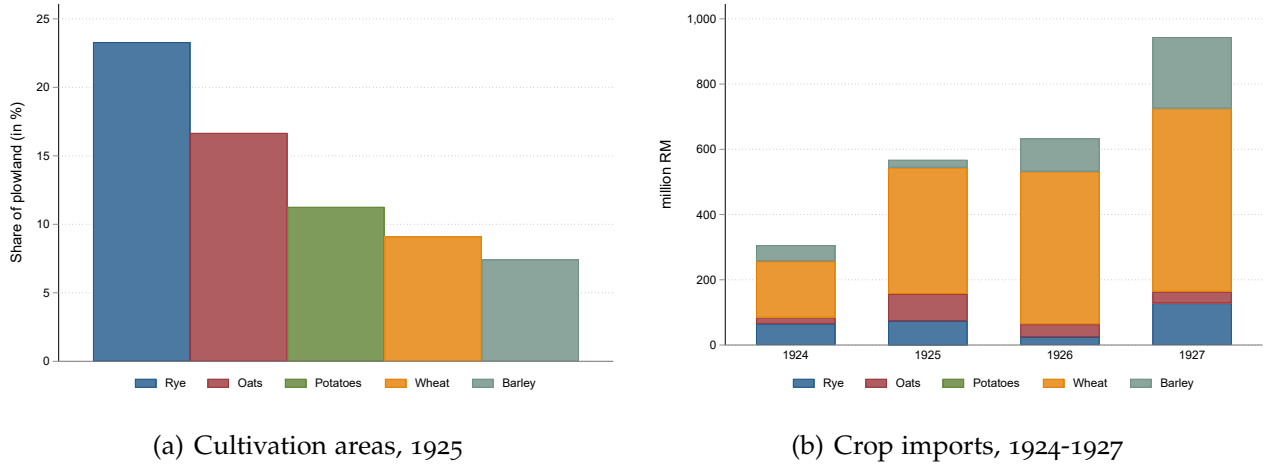 25
20
15
10
5
0
Share of plowland (in %)
Rye Oats Potatoes Wheat Barley
(a) Cultivation areas, 1925
1,000
800
600
400
200
0
million RM
1924 1925 1926 1927
Rye Oats Potatoes Wheat Barley
(b) Crop imports, 1924-1927